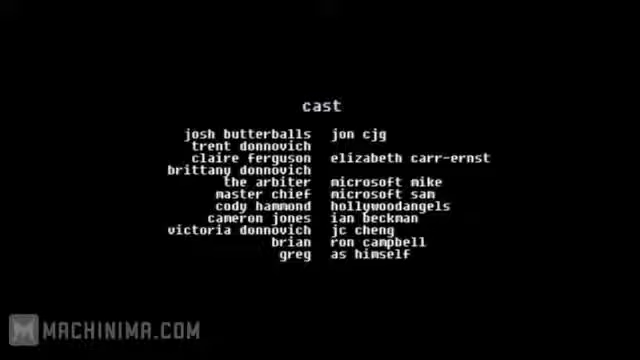 cast
josh butterballs jon cjg
trent donnovich
claire ferguson elizabeth carr-ernst
brittany donnovich
the arbiter microsoft mike
master chief microsoft sam
cody hammond hollywoodangels
cameron jones ian beckman
victoria donnovich jc cheng
brian ron campbell
greg as himself
MACHINIMA.COM